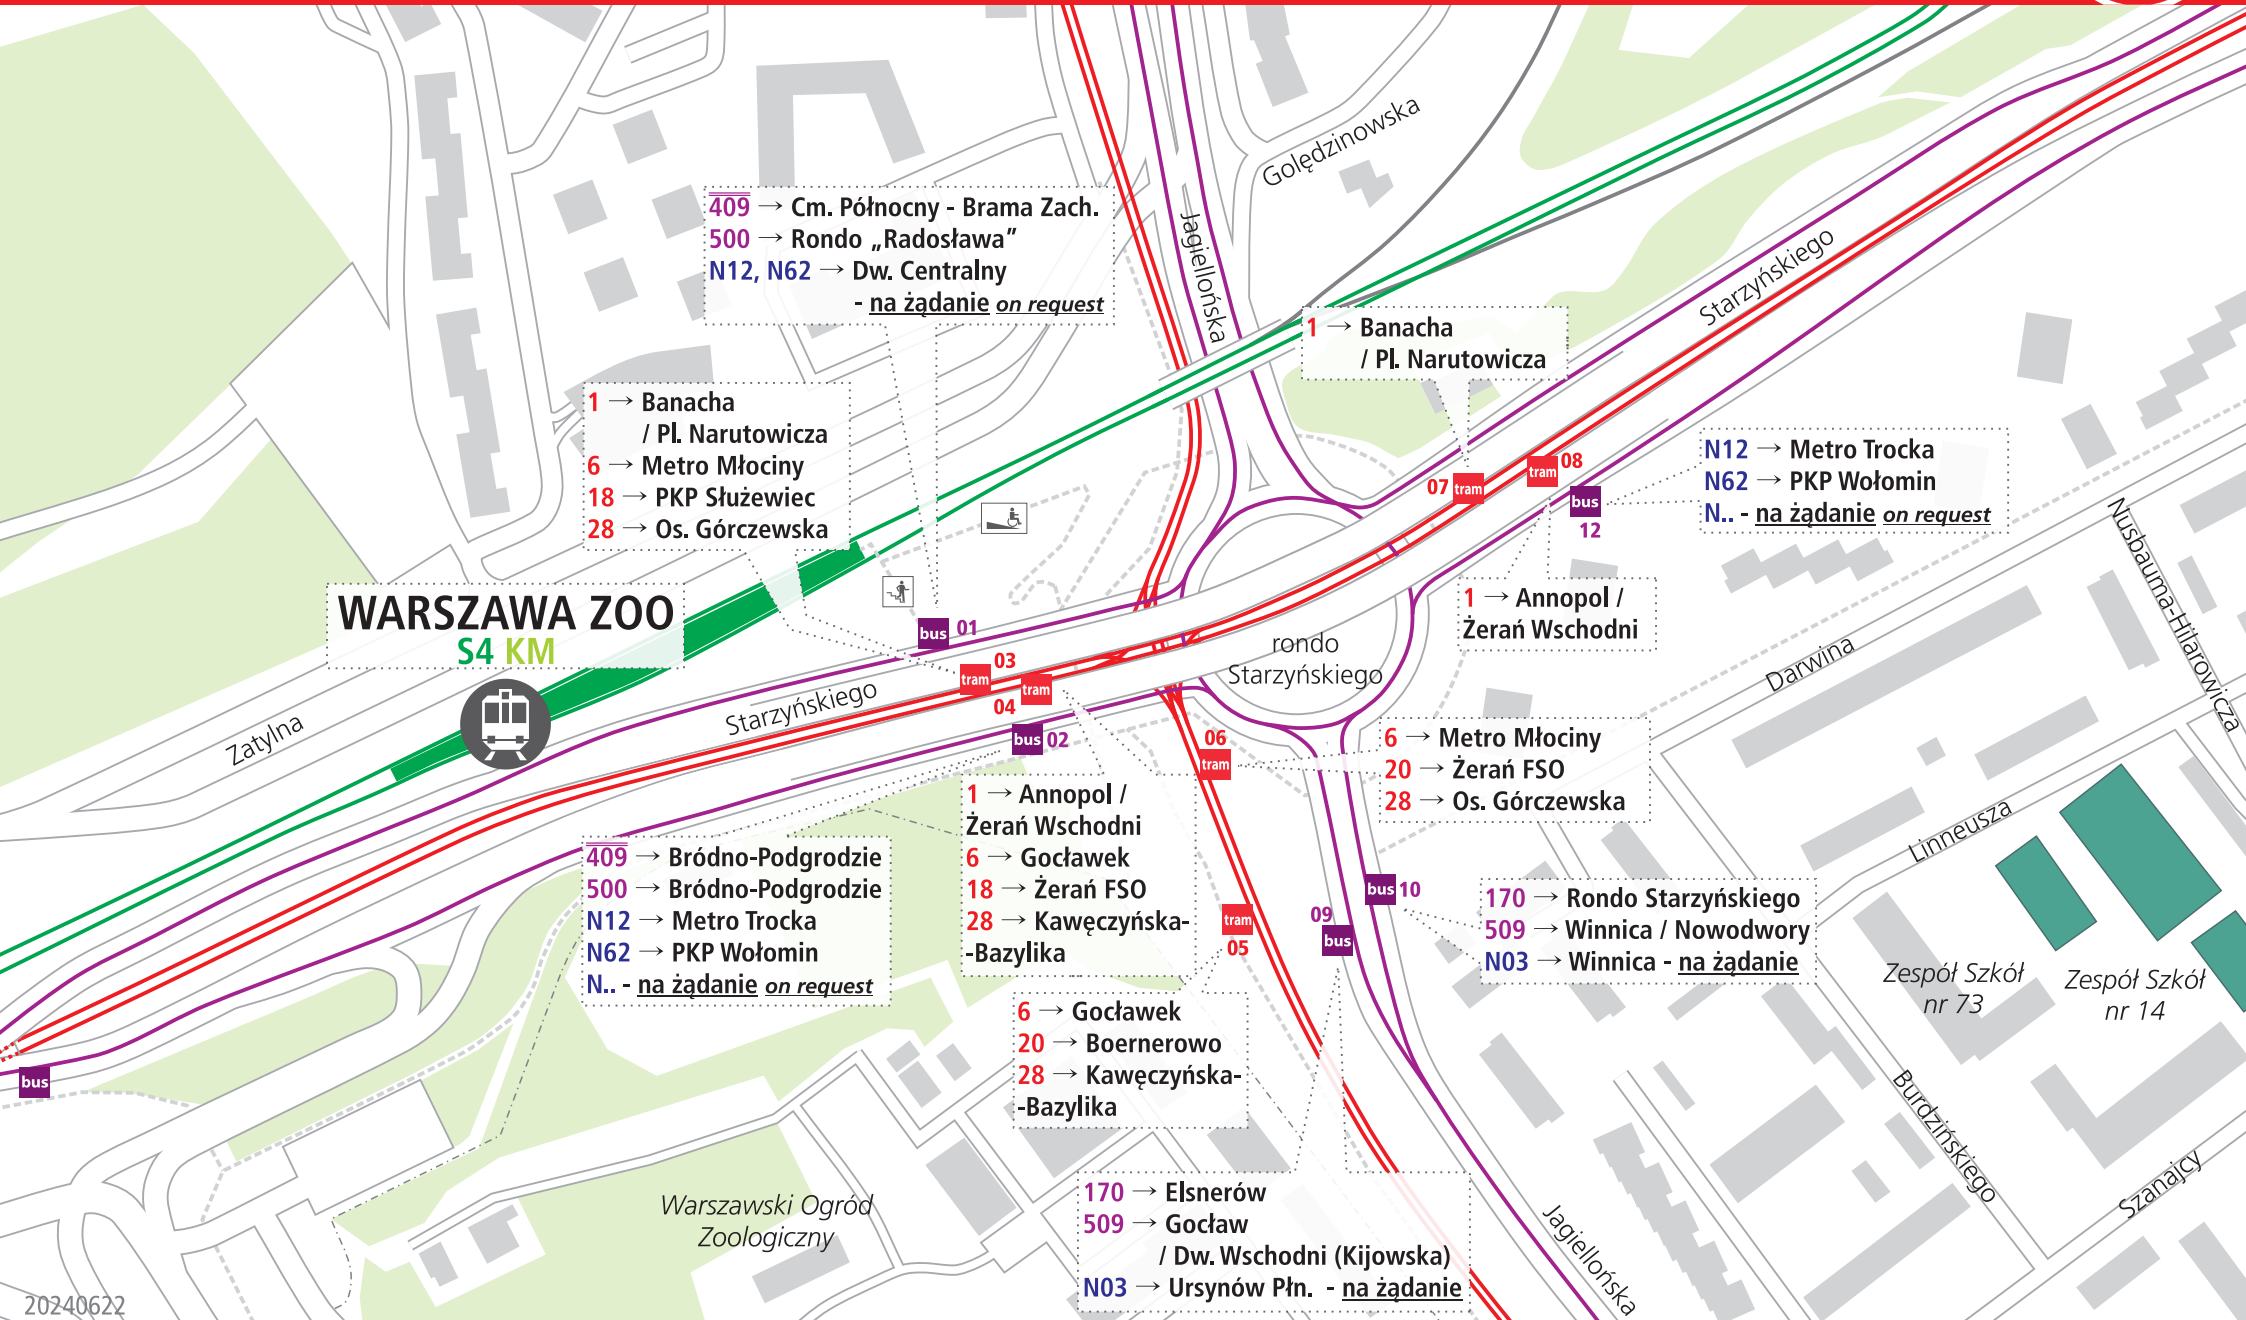 409 → Cm. Północny - Brama Zach.
500 → Rondo „Radosława”
N12, N62 → Dw. Centralny
- na żądanie on request
Jagiellońska
Golędzinowska
Starzyńskiego
1 → Banacha
/ Pl. Narutowicza
1 → Banacha
/ Pl. Narutowicza
6 → Metro Młociny
18 → PKP Służewiec
28 → Os. Górczewska
07 tram
tram 08
bus
12
N12 → Metro Trocka
N62 → PKP Wołomin
N.. - na żądanie on request
Nusbauma-Hilarowicza
WARSZAWA ZOO
S4 KM
bus 01
1 → Annopol /
Żerań Wschodni
rondo
Starzyńskiego
Darwina
03
tram
tram
04
Starzyńskiego
Zatylna
bus 02
06
tram
6 → Metro Młociny
20 → Żerań FSO
28 → Os. Górczewska
Linneusza
409 → Bródno-Podgrodzie
500 → Bródno-Podgrodzie
N12 → Metro Trocka
N62 → PKP Wołomin
N.. - na żądanie on request
1 → Annopol /
Żerań Wschodni
6 → Gocławek
18 → Żerań FSO
28 → Kawęczyńska-
-Bazylika
tram
05
09
bus
bus 10
170 → Rondo Starzyńskiego
509 → Winnica / Nowodwory
N03 → Winnica - na żądanie
Zespół Szkół
nr 73
Zespół Szkół
nr 14
bus
6 → Gocławek
20 → Boernerowo
28 → Kawęczyńska-
-Bazylika
Burdzińskiego
Szanajcy
Warszawski Ogród
Zoologiczny
170 → Elsnerów
509 → Gocław
/ Dw. Wschodni (Kijowska)
N03 → Ursynów Płn. - na żądanie
Jagiellońska
20240622